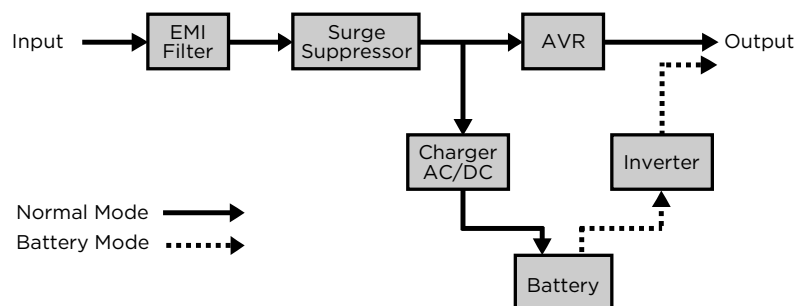 Input
EMI
Filter
Surge
Suppressor
AVR
Output
Charger
AC/DC
Inverter
Normal Mode
Battery Mode
Battery